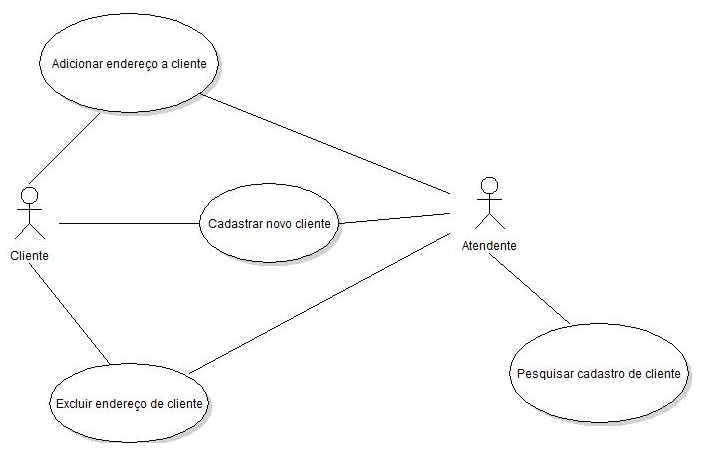 Adicionar endereço a cliente
Cadastrar novo cliente
Atendente
Cliente
Pesquisar cadastro de cliente
Excluir endereço de cliente